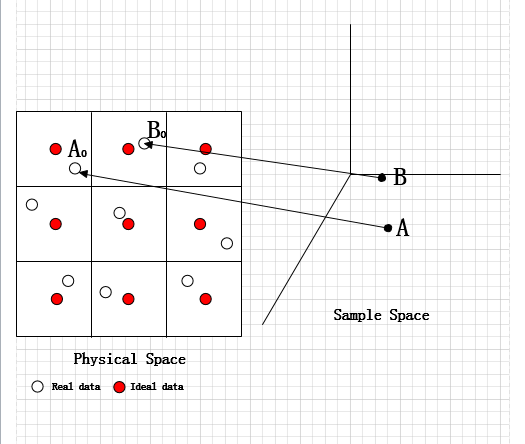 B₀
A₀
B
A
Sample Space
Physical Space
Real data Ideal data